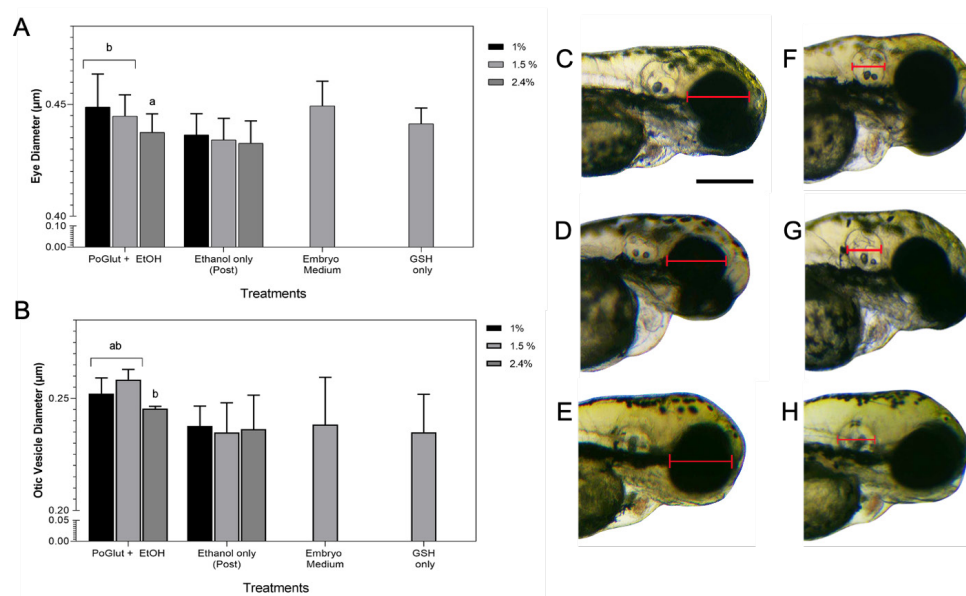 A
b
a
1%
1.5%
2.4%
Eye Diameter (µm)
0.45
0.40
0.10
0.00
PoGlut + EtOH
Ethanol only
(Post)
Embryo
Medium
GSH
only
Treatments
B
ab
b
1%
1.5 %
2.4%
Otic Vesicle Diameter (µm)
0.25
0.20
0.05
0.00
PoGlut + EtOH
Ethanol only
(Post)
Embryo
Medium
GSH
only
Treatments
C
F
D
G
E
H